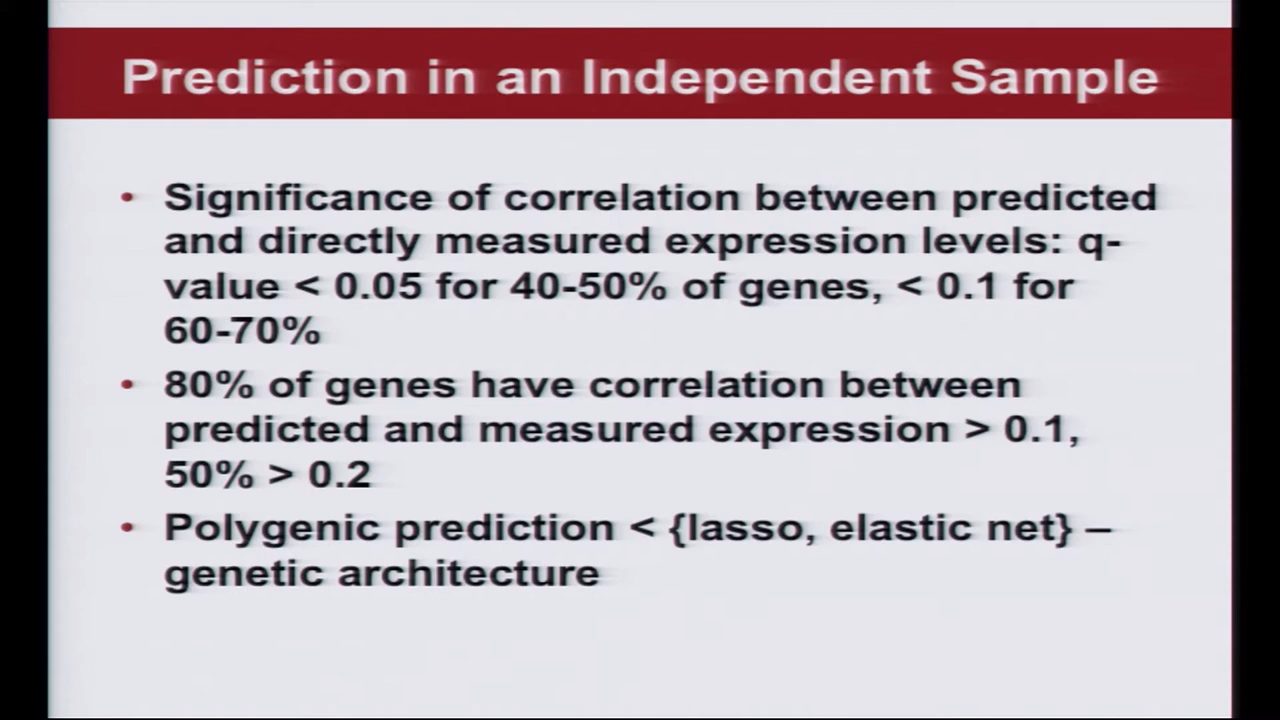 Prediction in an Independent Sample
• Significance of correlation between predicted
and directly measured expression levels: q-
value < 0.05 for 40-50% of genes, < 0.1 for
60-70%
• 80% of genes have correlation between
predicted and measured expression > 0.1,
50% > 0.2
• Polygenic prediction < {lasso, elastic net} –
genetic architecture